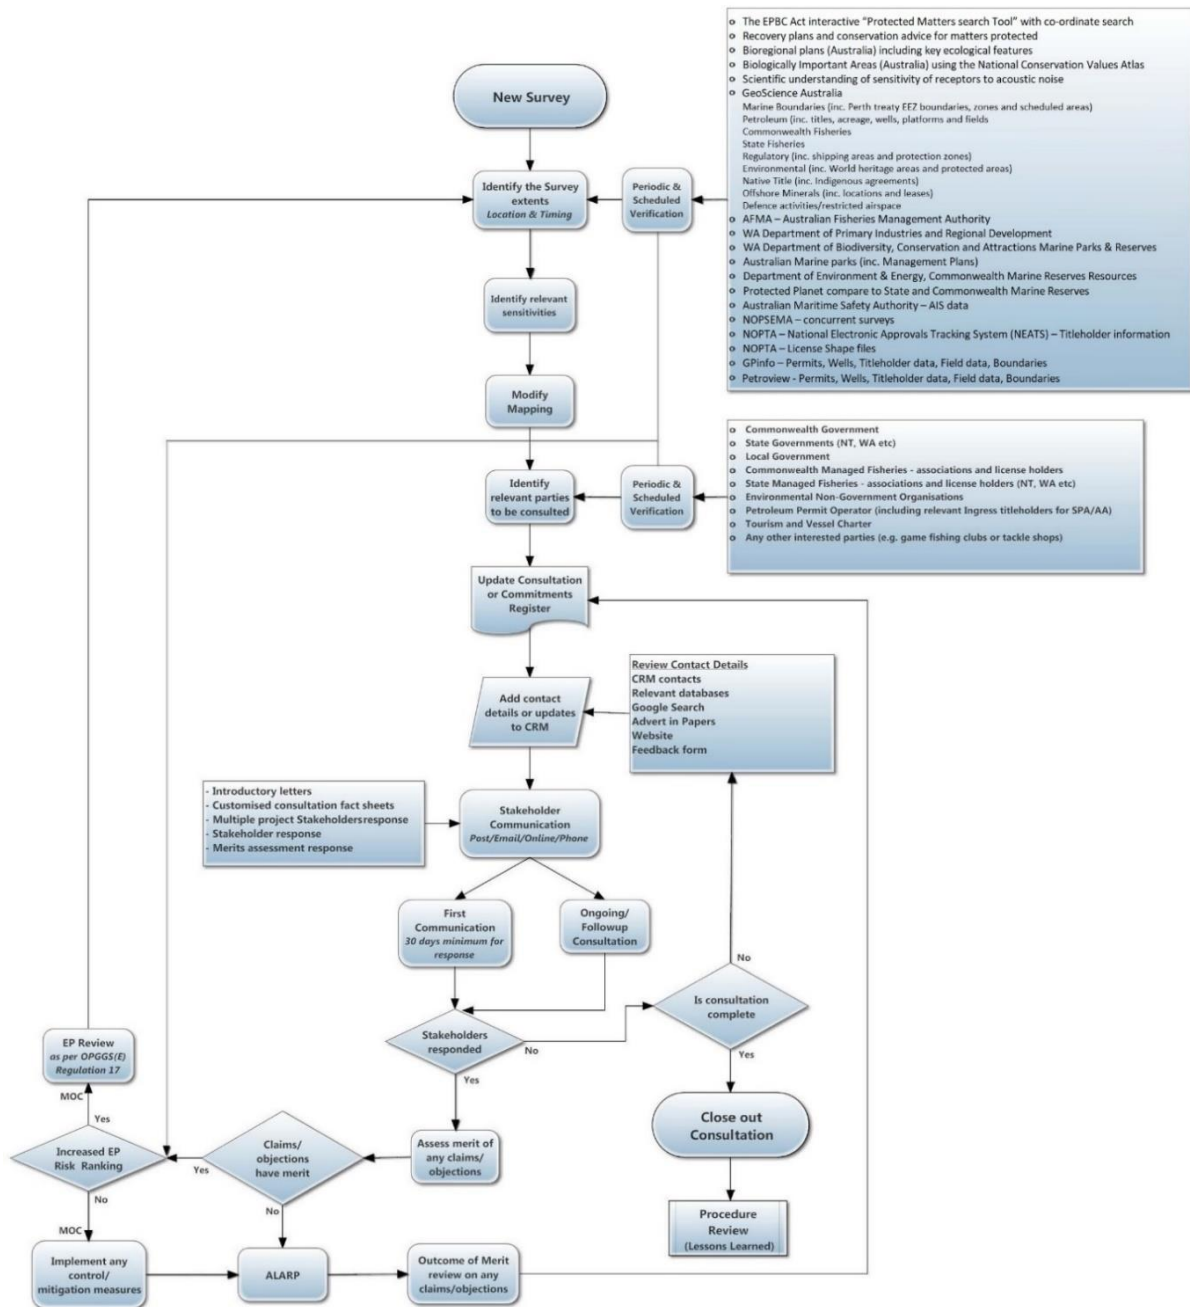 New Survey
Identify the Survey
extents
Location & Timing
Periodic &
Scheduled
Verification
o The EPBC Act interactive “Protected Matters search Tool” with co-ordinate search
o Recovery plans and conservation advice for matters protected
o Bioregional plans (Australia) including key ecological features
o Biologically Important Areas (Australia) using the National Conservation Values Atlas
o Scientific understanding of sensitivity of receptors to acoustic noise
o GeoScience Australia
Marine Boundaries (inc. Perth treaty EEZ boundaries, zones and scheduled areas)
Petroleum (inc. titles, acreage, wells, platforms and fields
Commonwealth Fisheries
State Fisheries
Regulatory (inc. shipping areas and protection zones)
Environmental (inc. World heritage areas and protected areas)
Native Title (inc. Indigenous agreements)
Offshore Minerals (inc. locations and leases)
Defence activities/restricted airspace
o AFMA – Australian Fisheries Management Authority
o WA Department of Primary Industries and Regional Development
o WA Department of Biodiversity, Conservation and Attractions Marine Parks & Reserves
o Australian Marine parks (inc. Management Plans)
o Department of Environment & Energy, Commonwealth Marine Reserves Resources
o Protected Planet compare to State and Commonwealth Marine Reserves
o Australian Maritime Safety Authority – AIS data
o NOPSEMA – concurrent surveys
o NOPTA – National Electronic Approvals Tracking System (NEATS) – Titleholder information
o NOPTA – License Shape files
o GPinfo – Permits, Wells, Titleholder data, Field data, Boundaries
o Petroview - Permits, Wells, Titleholder data, Field data, Boundaries
Identify relevant
sensitivities
Modify
Mapping
Identify
relevant parties
to be consulted
Periodic &
Scheduled
Verification
o Commonwealth Government
o State Governments (NT, WA etc)
o Local Government
o Commonwealth Managed Fisheries - associations and license holders
o State Managed Fisheries - associations and license holders (NT, WA etc)
o Environmental Non-Government Organisations
o Petroleum Permit Operator (including relevant Ingress titleholders for SPA/AA)
o Tourism and Vessel Charter
o Any other interested parties (e.g. game fishing clubs or tackle shops)
Update Consultation
or Commitments
Register
Add contact
details or updates
to CRM
Review Contact Details
CRM contacts
Relevant databases
Google Search
Advert in Papers
Website
Feedback form
- Introductory letters
- Customised consultation fact sheets
- Multiple project Stakeholdersresponse
- Stakeholder response
- Merits assessment response
Stakeholder
Communication
Post/Email/Online/Phone
First
Communication
30 days minimum for
response
Ongoing/
Followup
Consultation
No
Is consultation
complete
Yes
Stakeholders
responded
No
Yes
EP Review
as per OPGGS(E)
Regulation 17
MOC
Yes
Increased EP
Risk Ranking
No
MOC
Claims/
objections
have merit
Yes
No
Assess merit of
any claims/
objections
Close out
Consultation
Procedure
Review
(Lessons Learned)
Implement any
control/
mitigation measures
ALARP
Outcome of Merit
review on any
claims/objections